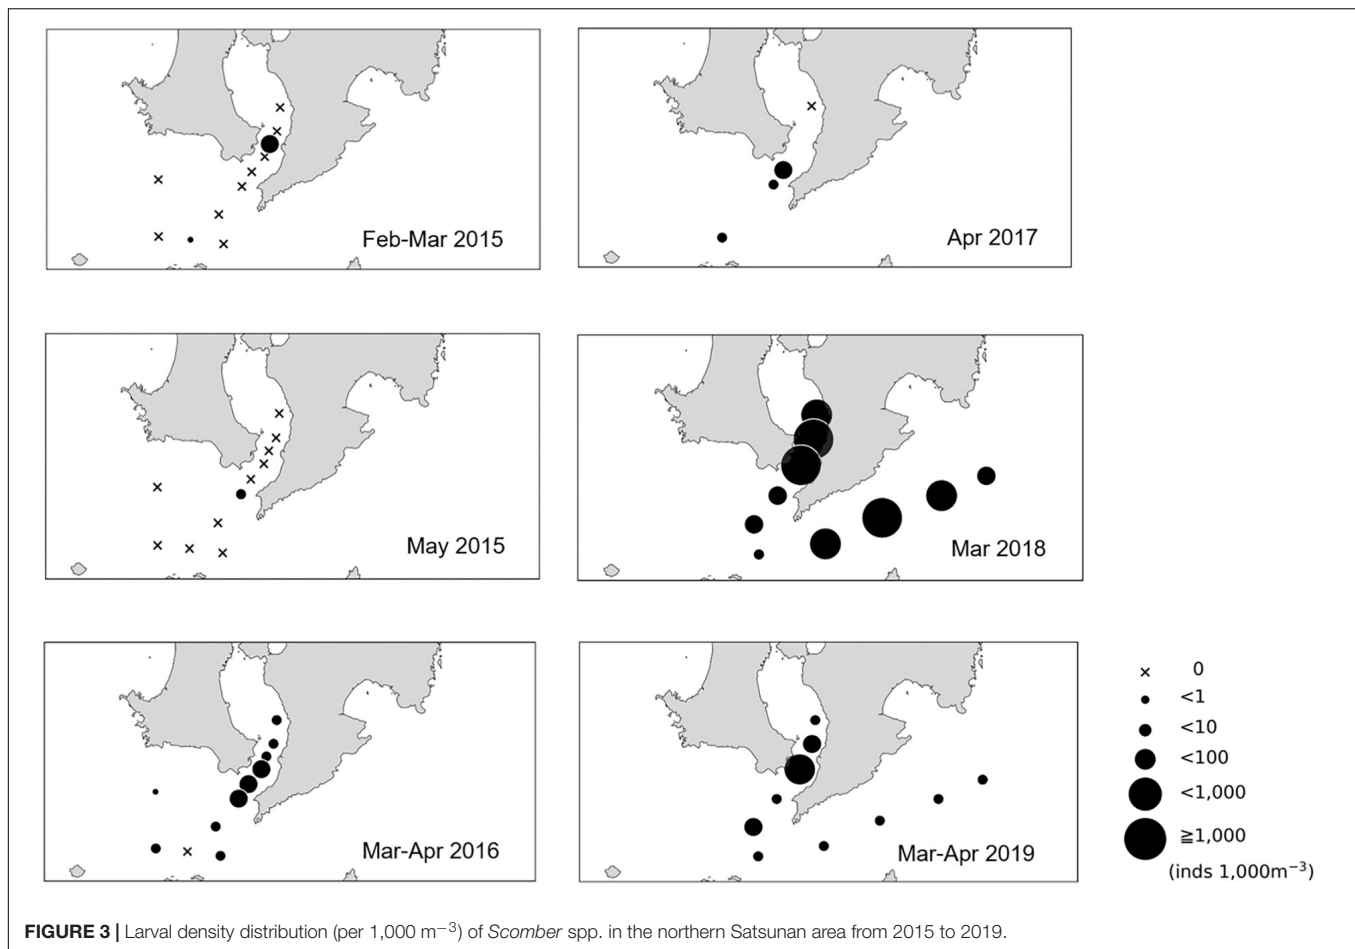 Feb-Mar 2015
Apr 2017
May 2015
Mar 2018
Mar-Apr 2016
Mar-Apr 2019
0
<1
<10
<100
<1,000
≧1,000
(inds 1,000m⁻³)
FIGURE 3 | Larval density distribution (per 1,000 m⁻³) of Scomber spp. in the northern Satsunan area from 2015 to 2019.